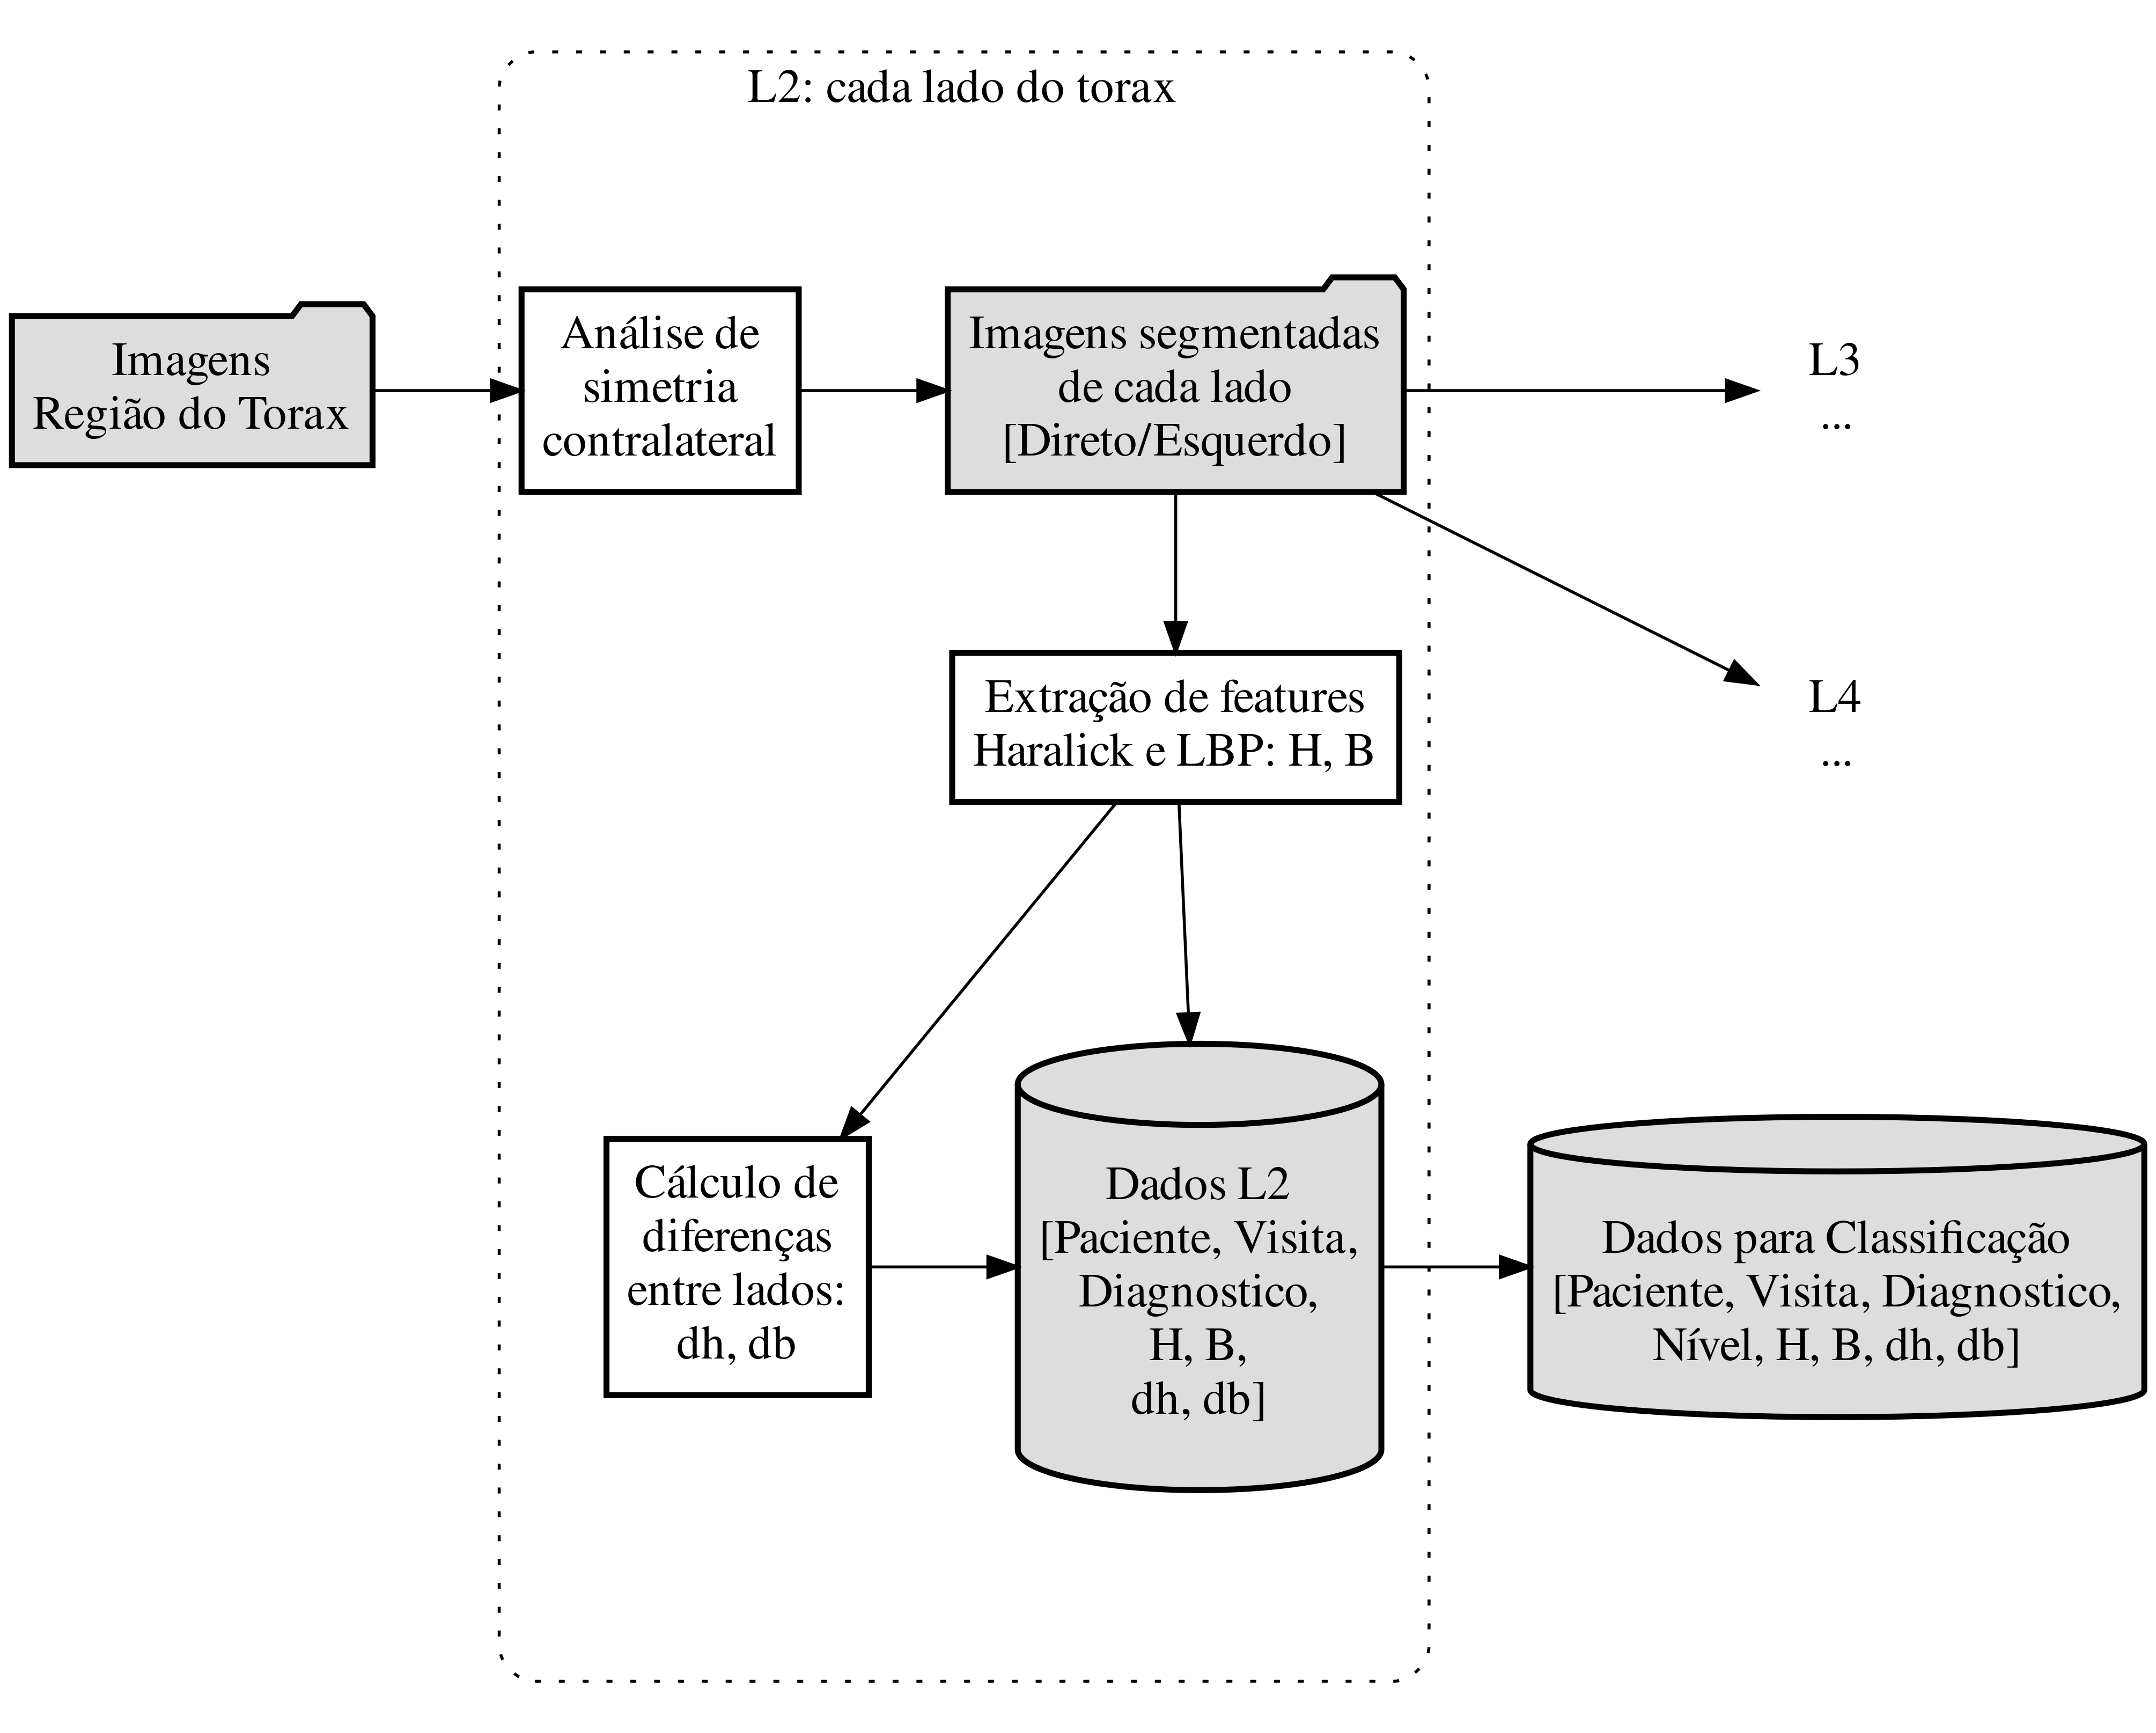 L2: cada lado do torax
Imagens
Região do Torax
Análise de
simetria
contralateral
Imagens segmentadas
de cada lado
[Direto/Esquerdo]
L3
...
Extração de features
Haralick e LBP: H, B
L4
...
Cálculo de
diferenças
entre lados:
dh, db
Dados L2
[Paciente, Visita,
Diagnostico,
H, B,
dh, db]
Dados para Classificação
[Paciente, Visita, Diagnostico,
Nível, H, B, dh, db]